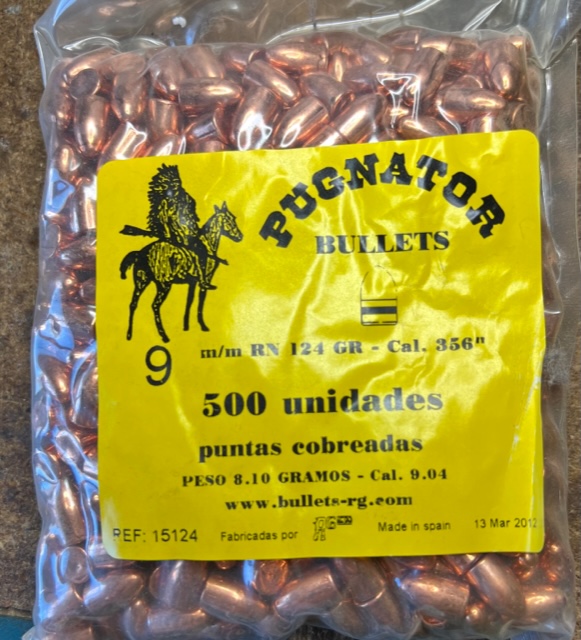 PUGNATOR
BULLETS
9 m/m RN 124 GR - Cal. 356"
500 unidades
puntas cobreadas
PESO 8.10 GRAMOS - Cal. 9.04
www.bullets-rg.com
REF: 15124 Fabricadas por Made in spain 13 Mar 2012